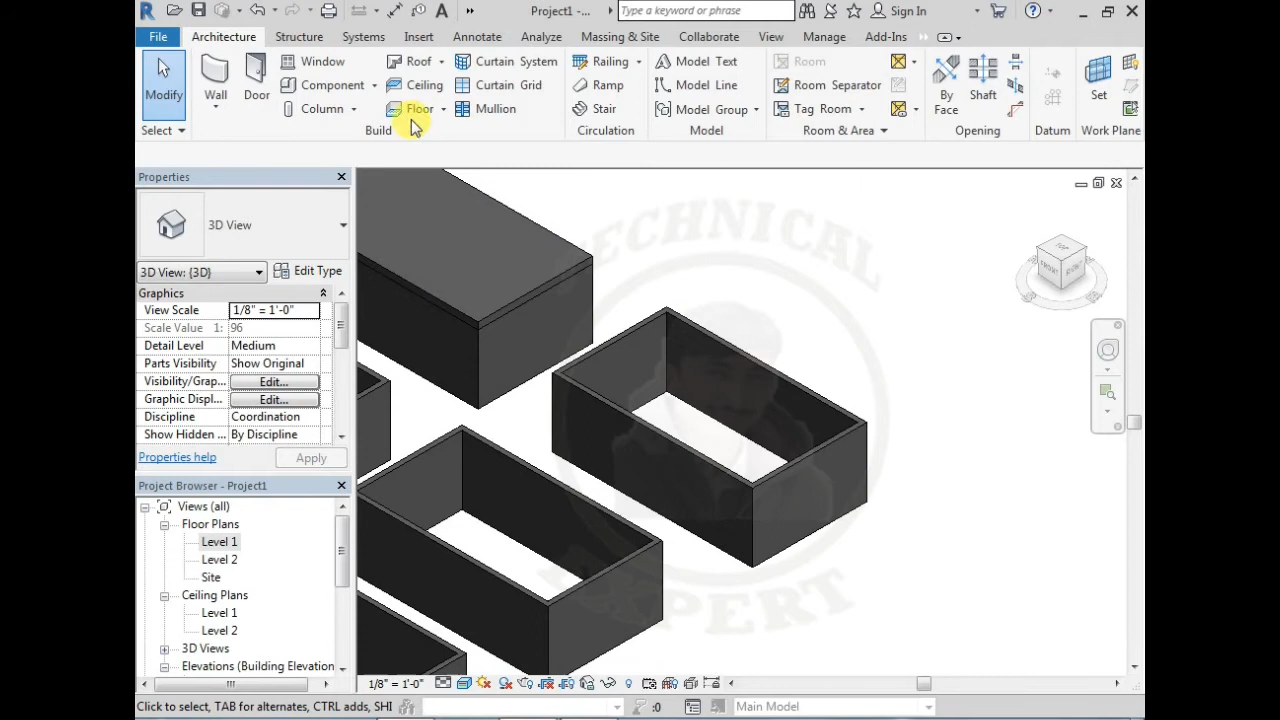 Project1 -...
Type a keyword or phrase
Sign In
File
Architecture
Structure
Systems
Insert
Annotate
Analyze
Massing & Site
Collaborate
View
Manage
Add-Ins
Modify
Wall
Door
Window
Component
Column
Roof
Ceiling
Floor
Curtain System
Curtain Grid
Mullion
Railing
Ramp
Stair
Model Text
Model Line
Model Group
Room
Room Separator
Tag Room
By
Face
Shaft
Set
Select
Build
Circulation
Model
Room & Area
Opening
Datum
Work Plane
Properties
3D View
3D View: {3D}
Edit Type
Graphics
View Scale 1/8" = 1'-0"
Scale Value 1: 96
Detail Level Medium
Parts Visibility Show Original
Visibility/Grap... Edit...
Graphic Displ... Edit...
Discipline Coordination
Show Hidden ... By Discipline
Properties help
Apply
Project Browser - Project1
Views (all)
Floor Plans
Level 1
Level 2
Site
Ceiling Plans
Level 1
Level 2
3D Views
Elevations (Building Elevation
TECHNICAL
EXPERT
TOP
FRONT
RIGHT
1/8" = 1'-0"
Click to select, TAB for alternates, CTRL adds, SHI
:0
Main Model